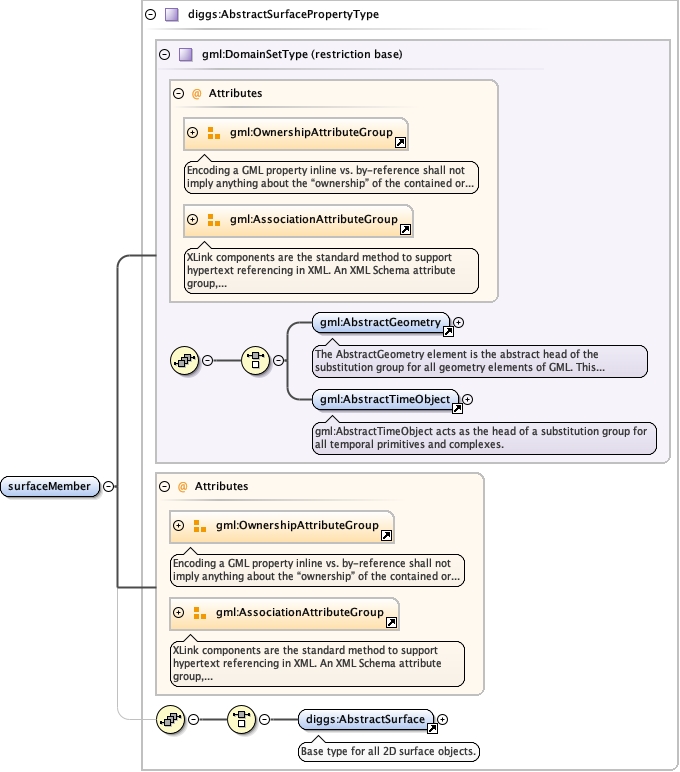 diggs:AbstractSurfacePropertyType
gml:DomainSetType (restriction base)
@ Attributes
gml:OwnershipAttributeGroup
Encoding a GML property inline vs. by-reference shall not
imply anything about the “ownership” of the contained or...
gml:AssociationAttributeGroup
XLink components are the standard method to support
hypertext referencing in XML. An XML Schema attribute
group,...
gml:AbstractGeometry
The AbstractGeometry element is the abstract head of the
substitution group for all geometry elements of GML. This...
gml:AbstractTimeObject
gml:AbstractTimeObject acts as the head of a substitution group for
all temporal primitives and complexes.
surfaceMember
@ Attributes
gml:OwnershipAttributeGroup
Encoding a GML property inline vs. by-reference shall not
imply anything about the “ownership” of the contained or...
gml:AssociationAttributeGroup
XLink components are the standard method to support
hypertext referencing in XML. An XML Schema attribute
group,...
diggs:AbstractSurface
Base type for all 2D surface objects.